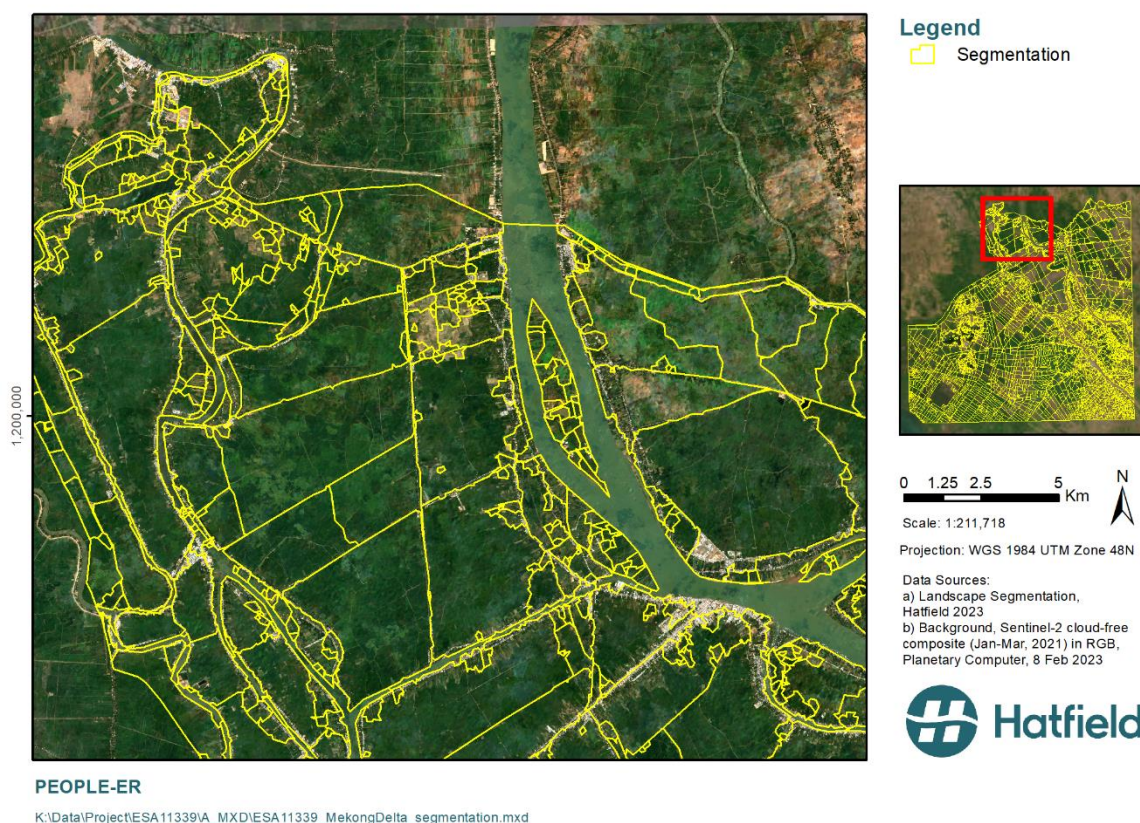 Legend
Segmentation
1,200,000
0 1.25 2.5 5
Km
N
Scale: 1:211,718
Projection: WGS 1984 UTM Zone 48N
Data Sources:
a) Landscape Segmentation,
Hatfield 2023
b) Background, Sentinel-2 cloud-free
composite (Jan-Mar, 2021) in RGB,
Planetary Computer, 8 Feb 2023
Hatfield
PEOPLE-ER
K:\Data\Project\ESA11339\A_MXD\ESA11339_MekongDelta_segmentation.mxd